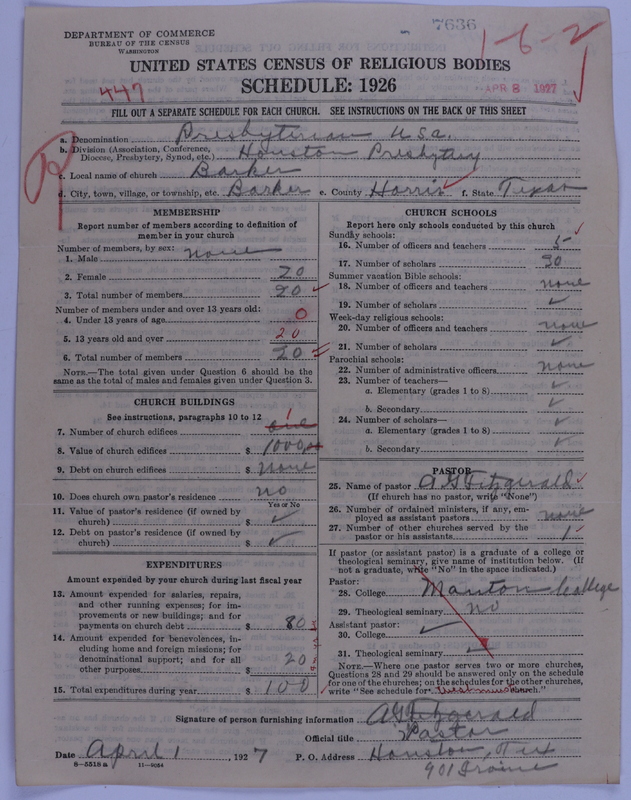 7636
1-6-2
DEPARTMENT OF COMMERCE
BUREAU OF THE CENSUS
WASHINGTON
UNITED STATES CENSUS OF RELIGIOUS BODIES
SCHEDULE: 1926
447
APR 8 1927
FILL OUT A SEPARATE SCHEDULE FOR EACH CHURCH. SEE INSTRUCTIONS ON THE BACK OF THIS SHEET
a. Denomination Presbyterian U.S.a.
b. Division (Association, Conference, Diocese, Presbytery, Synod, etc.) Houston Presbytry
c. Local name of church Barker
d. City, town, village, or township, etc. Barker e. County Harris f. State Texas
MEMBERSHIP
Report number of members according to definition of
member in your church
Number of members, by sex:
1. Male none
2. Female 20
3. Total number of members 20
Number of members under and over 13 years old:
4. Under 13 years of age 0
5. 13 years old and over 20
6. Total number of members 20
NOTE.—The total given under Question 6 should be
same as the total of males and females given under Question 3.
CHURCH BUILDINGS
See instructions, paragraphs 10 to 12
7. Number of church edifices one 1
8. Value of church edifices $ 1000
9. Debt on church edifices $ None
10. Does church own pastor's residence no
Yes or No
11. Value of pastor's residence (if owned by
church) $ ✓
12. Debt on pastor's residence (if owned by
church) $ ✓
EXPENDITURES
Amount expended by your church during last fiscal year
13. Amount expended for salaries, repairs,
and other running expenses; for im-
provements or new buildings; and for
payments on church debt $ 80
14. Amount expended for benevolences, in-
cluding home and foreign missions; for
denominational support; and for all
other purposes $ 20
15. Total expenditures during year $ 100
CHURCH SCHOOLS
Report here only schools conducted by this church
Sunday schools:
16. Number of officers and teachers 5
17. Number of scholars 30
Summer vacation Bible schools:
18. Number of officers and teachers none
19. Number of scholars ✓
Week-day religious schools:
20. Number of officers and teachers none
21. Number of scholars ✓
Parochial schools:
22. Number of administrative officers none
23. Number of teachers—
a. Elementary (grades 1 to 8) ✓
b. Secondary ✓
24. Number of scholars—
a. Elementary (grades 1 to 8) ✓
b. Secondary ✓
PASTOR
25. Name of pastor A G Fitzgerald
(If church has no pastor, write "None")
26. Number of ordained ministers, if any, em-
ployed as assistant pastors none
27. Number of other churches served by the
pastor or his assistants 1
If pastor (or assistant pastor) is a graduate of a college or
theological seminary, give name of institution below. (If
not a graduate, write "No" in the space indicated.)
Pastor:
28. College Manton College
29. Theological seminary no
Assistant pastor:
30. College ✓
31. Theological seminary ✓
NOTE.—Where one pastor serves two or more churches,
Questions 28 and 29 should be answered only on the schedule
for one of the churches; on the schedules for the other churches,
write "See schedule for church."
Signature of person furnishing information A G Fitzgerald
Official title Pastor
Date April 1, 1927 P. O. Address Houston, Tex
8-5518 a 11-9054